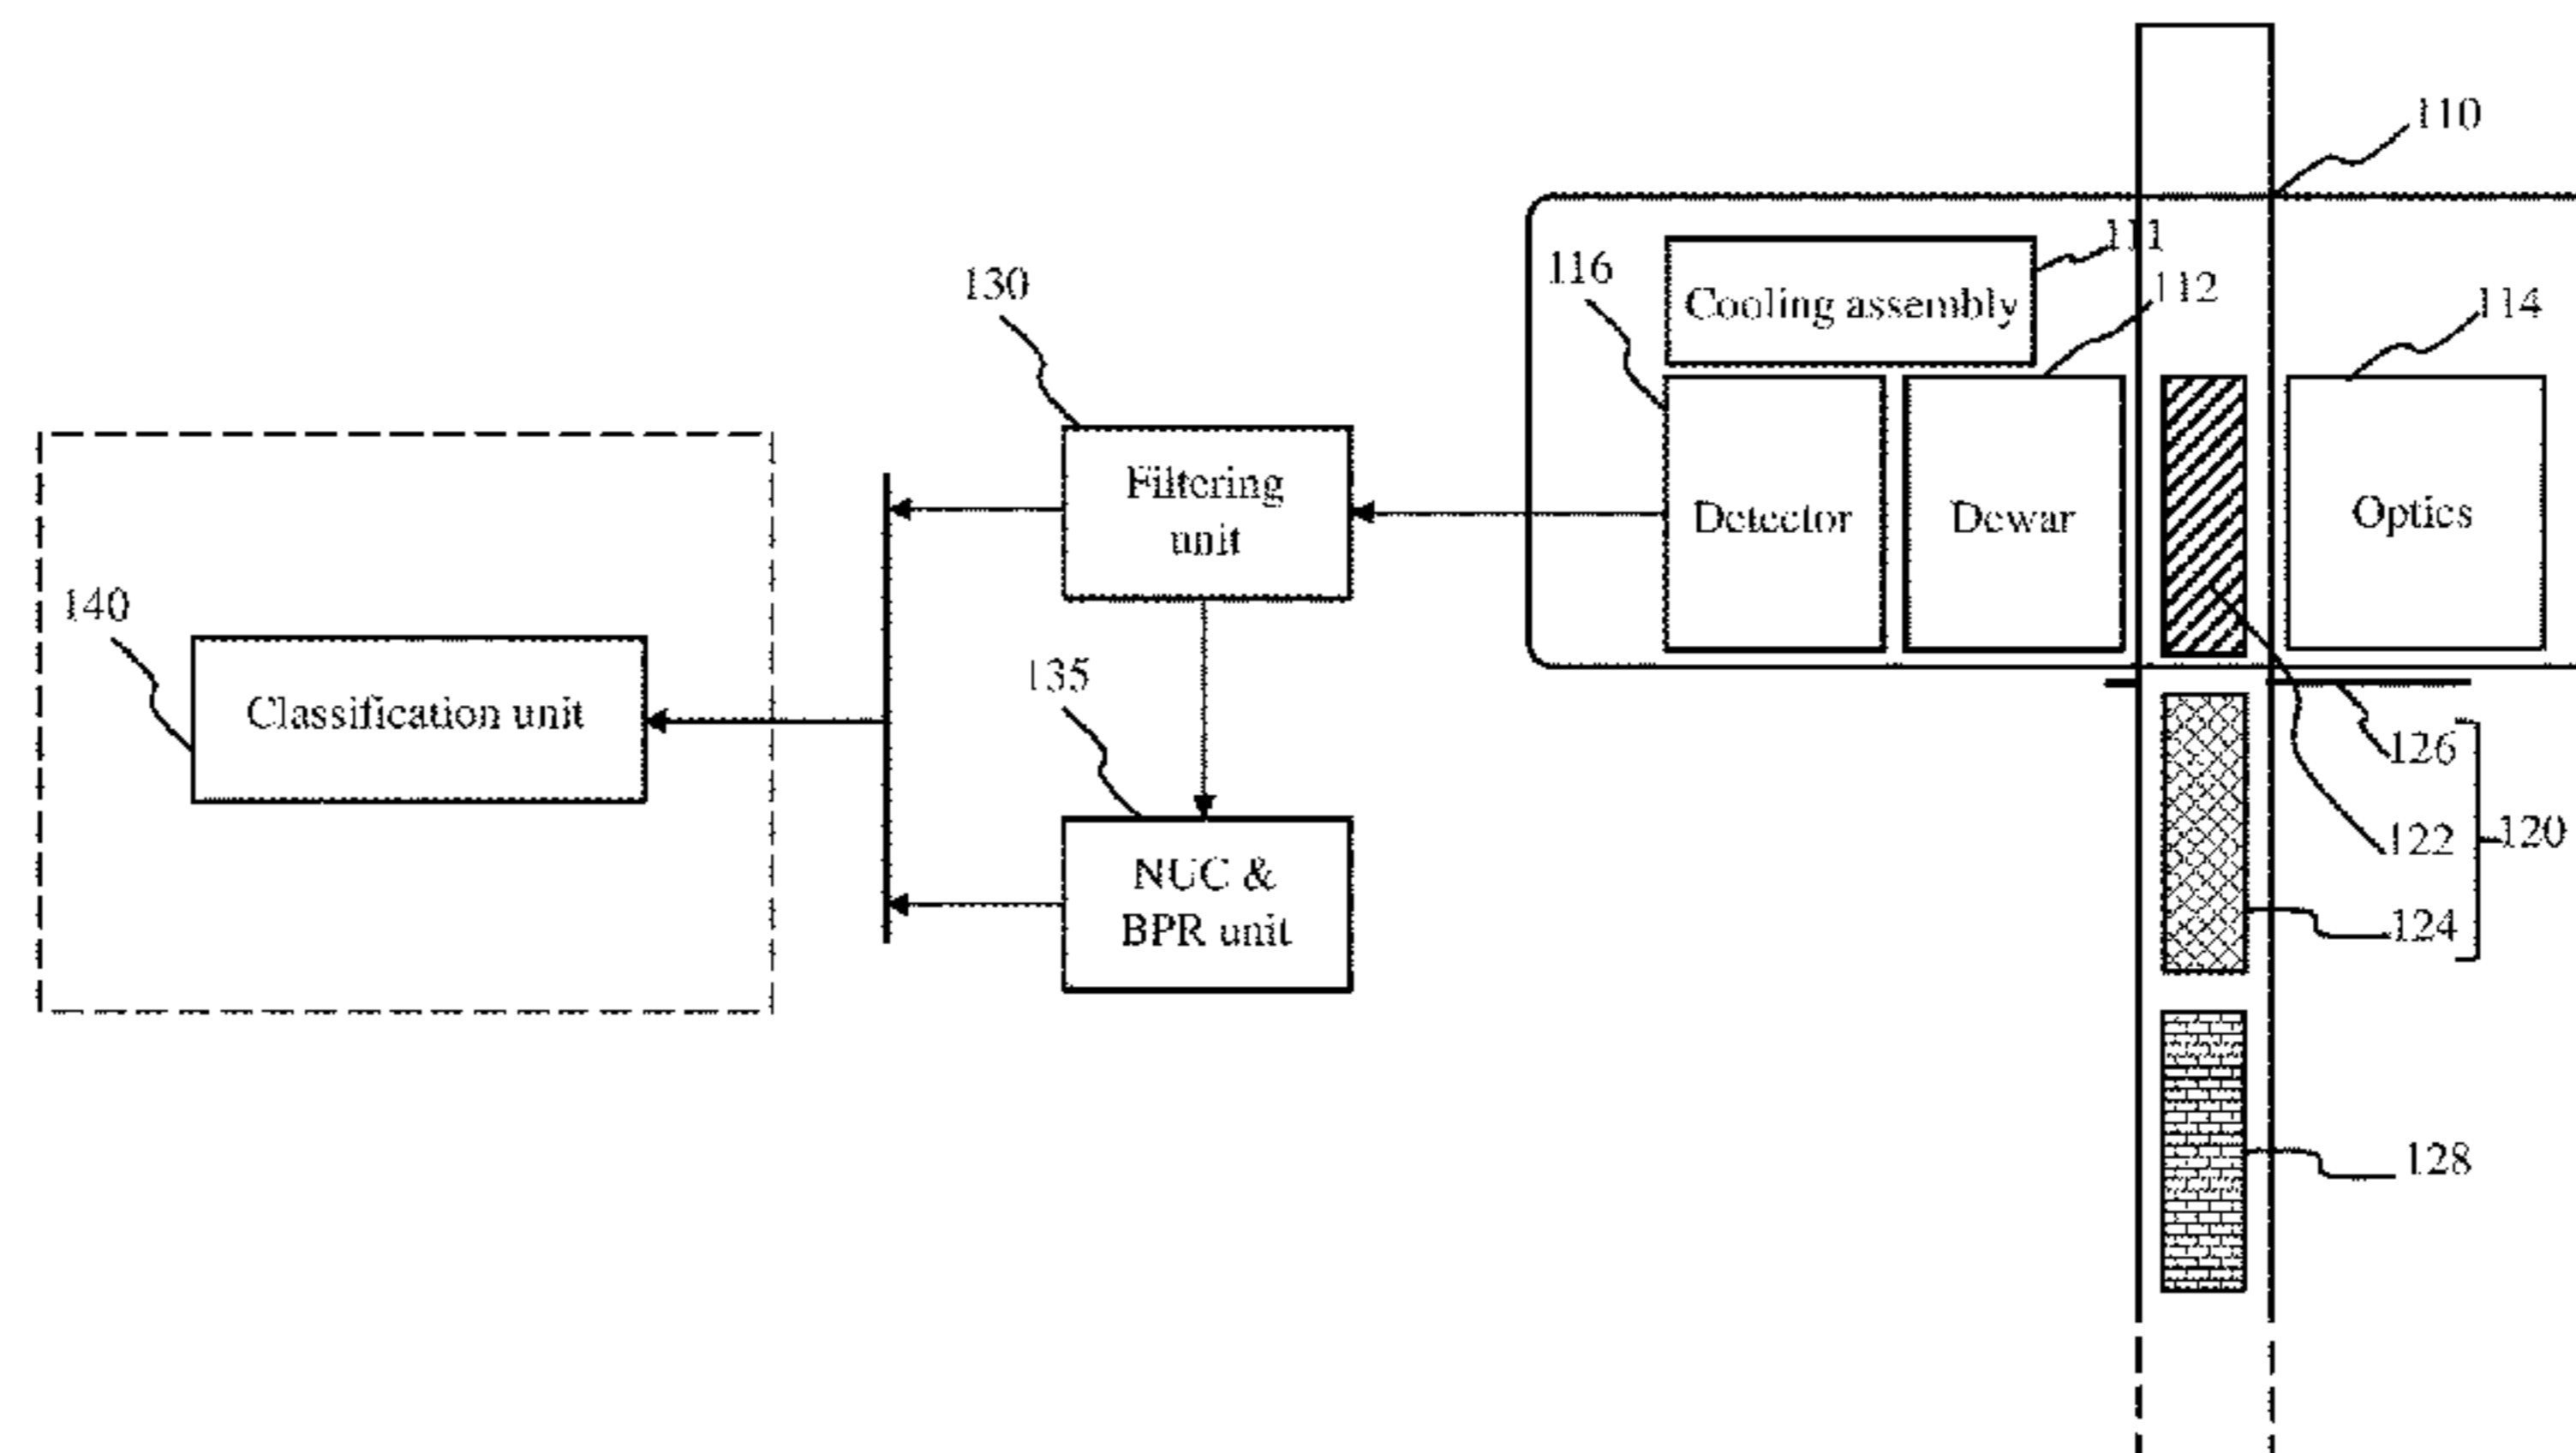 110
111
116
Cooling assembly
112
114
130
Filtering
unit
Detector
Dewar
Optics
140
Classification unit
135
NUC &
BPR unit
126
122
120
124
128